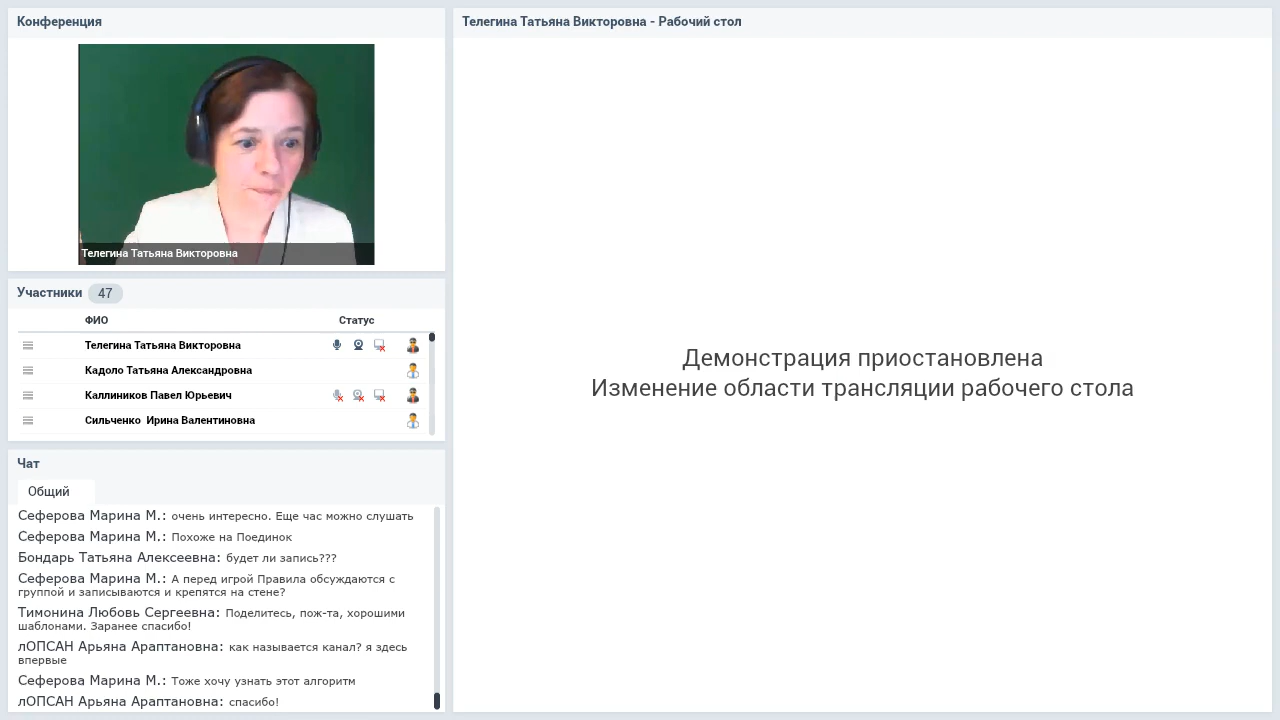 Конференция
Телегина Татьяна Викторовна
Участники 47
ФИО Статус
Телегина Татьяна Викторовна
Кадоло Татьяна Александровна
Каллиников Павел Юрьевич
Сильченко Ирина Валентиновна
Чат
Общий
Сеферова Марина М.: очень интересно. Еще час можно слушать
Сеферова Марина М.: Похоже на Поединок
Бондарь Татьяна Алексеевна: будет ли запись???
Сеферова Марина М.: А перед игрой Правила обсуждаются с
группой и записываются и крепятся на стене?
Тимонина Любовь Сергеевна: Поделитесь, пож-та, хорошими
шаблонами. Заранее спасибо!
лОПСАН Арьяна Араптановна: как называется канал? я здесь
впервые
Сеферова Марина М.: Тоже хочу узнать этот алгоритм
лОПСАН Арьяна Араптановна: спасибо!
Телегина Татьяна Викторовна - Рабочий стол
Демонстрация приостановлена
Изменение области трансляции рабочего стола